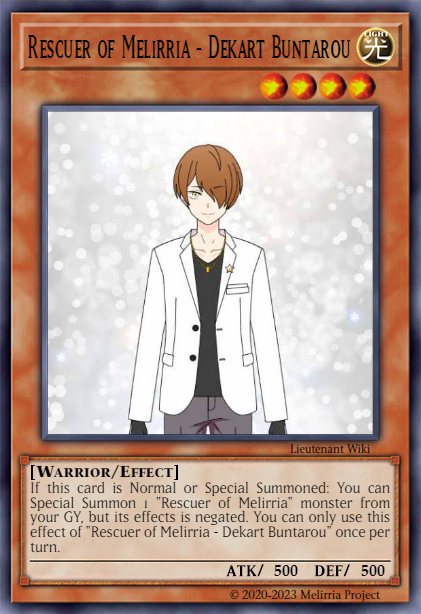 Rescuer of Melirria - Dekart Buntarou
LIGHT
光
Lieutenant Wiki
[Warrior/Effect]
If this card is Normal or Special Summoned: You can
Special Summon 1 "Rescuer of Melirria" monster from
your GY, but its effects is negated. You can only use this
effect of "Rescuer of Melirria - Dekart Buntarou" once per
turn.
ATK/ 500 DEF/ 500
© 2020-2023 Melirria Project